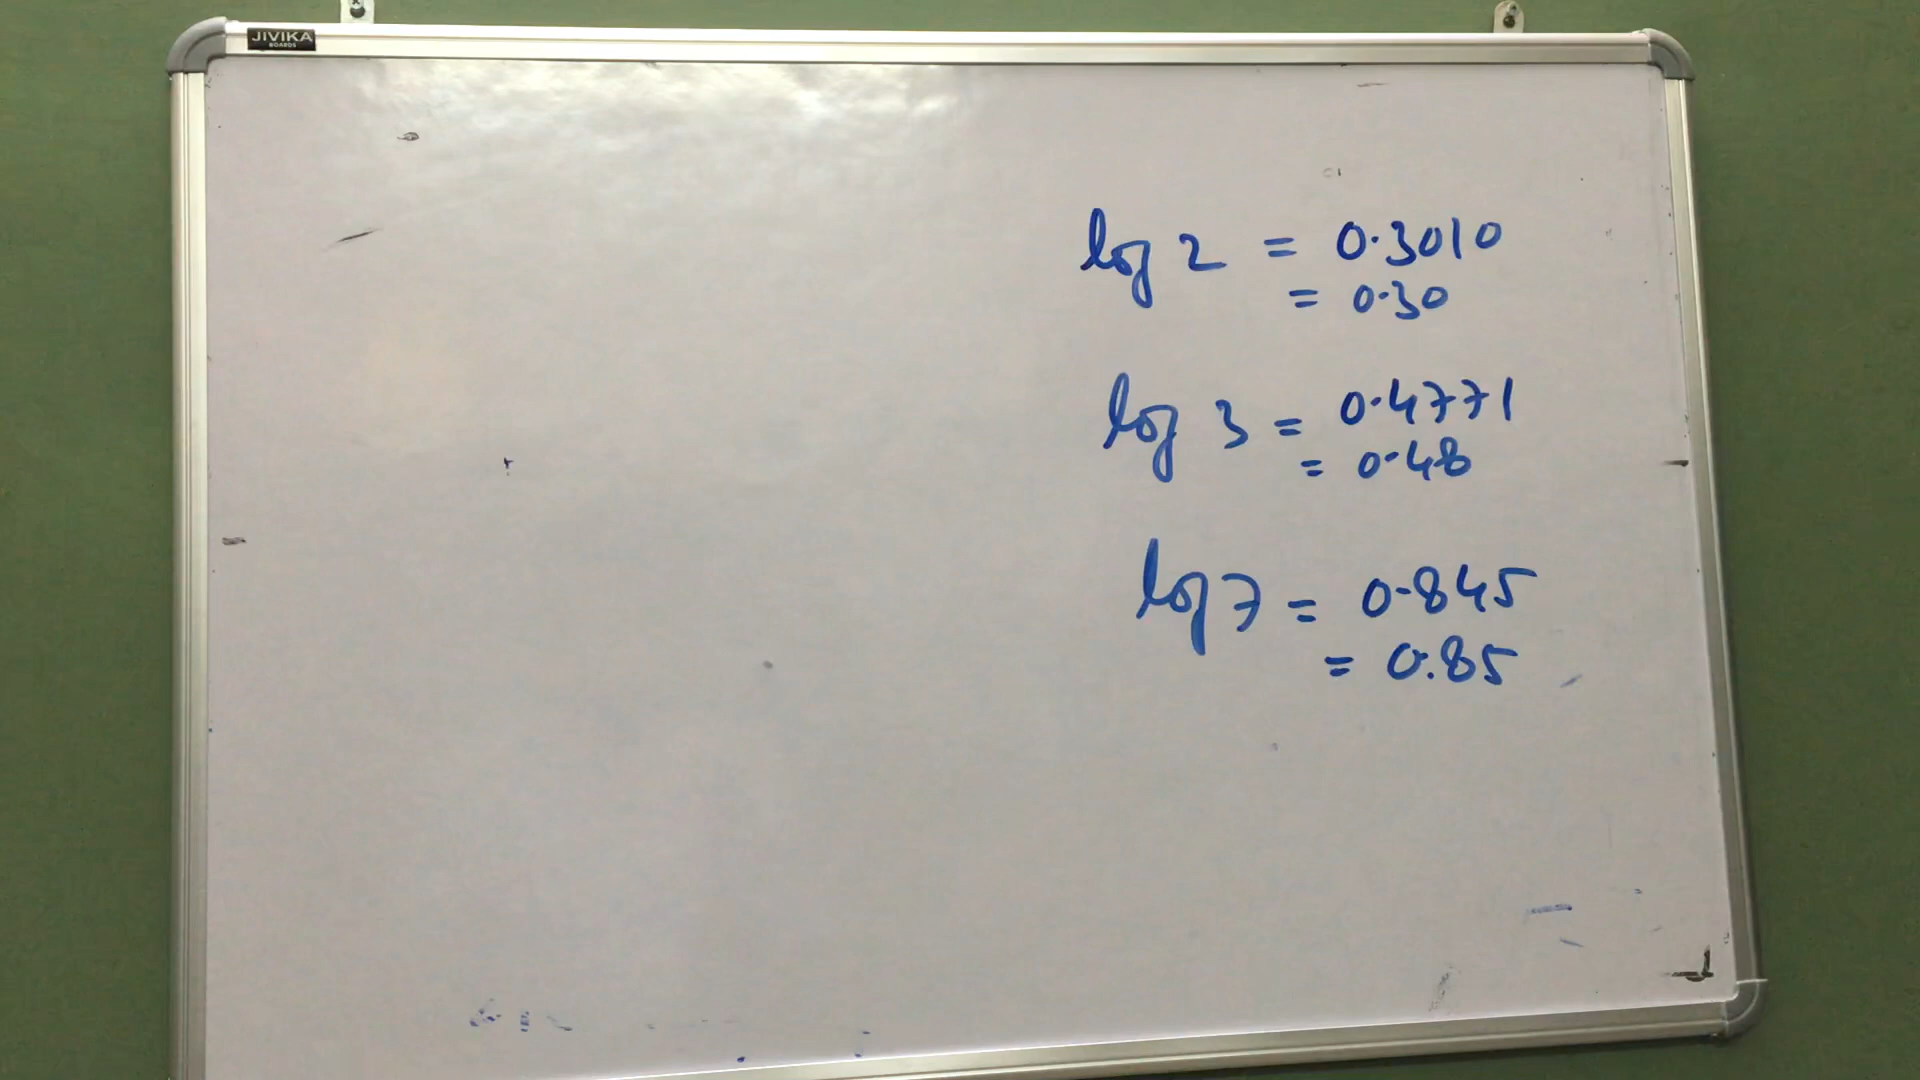 JIVIKA
BOARDS
log 2 = 0.3010
= 0.30
log 3 = 0.4771
= 0.48
log 7 = 0.845
= 0.85